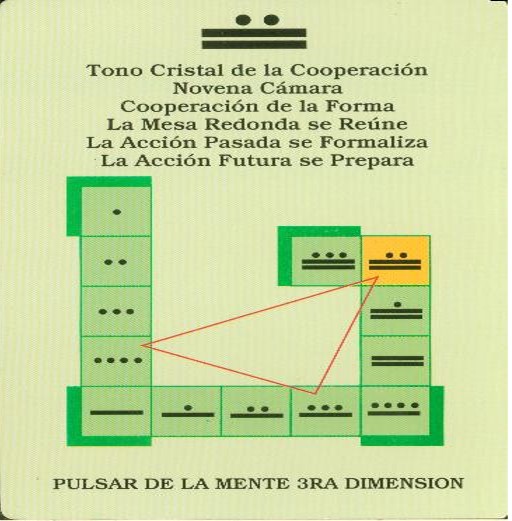 Tono Cristal de la Cooperación
Novena Cámara
Cooperación de la Forma
La Mesa Redonda se Reúne
La Acción Pasada se Formaliza
La Acción Futura se Prepara
PULSAR DE LA MENTE 3RA DIMENSION